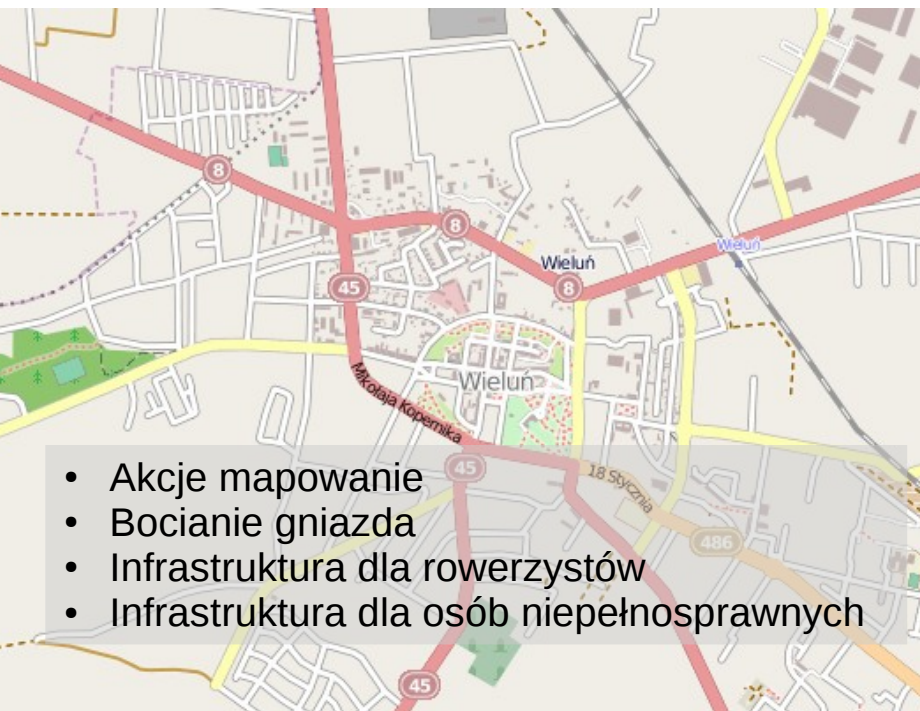 8
8
Wieluń
Wieluń
8
45
Wieluń
Mikołaja Kopernika
45
18 Stycznia
486
45
• Akcje mapowanie
• Bocianie gniazda
• Infrastruktura dla rowerzystów
• Infrastruktura dla osób niepełnosprawnych